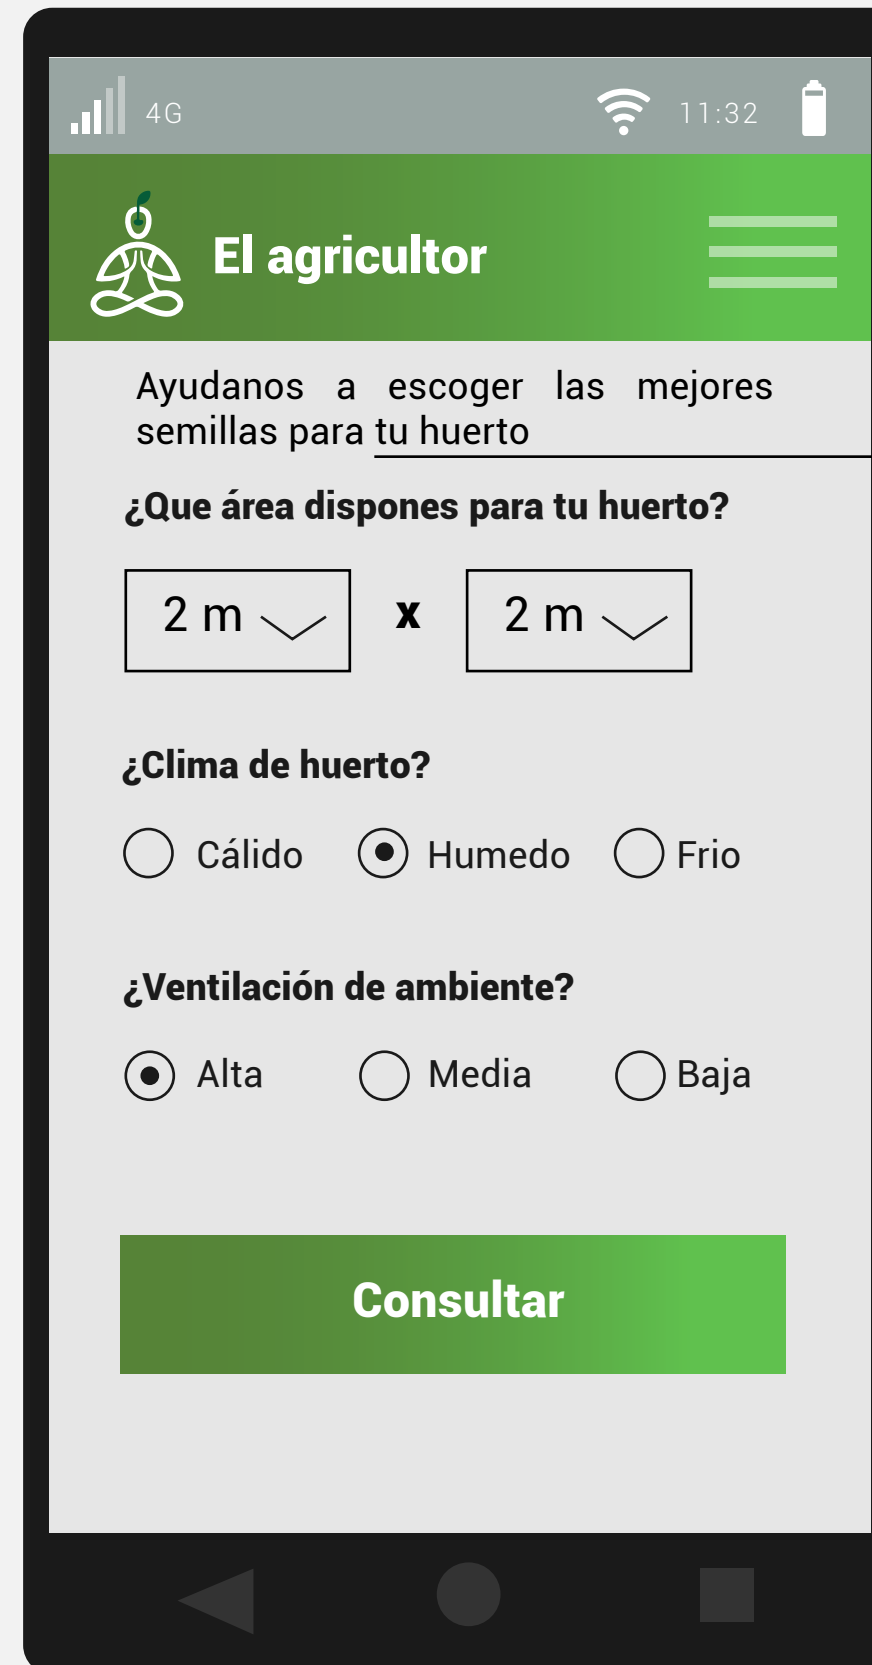 4G 11:32
El agricultor
Ayudanos a escoger las mejores
semillas para tu huerto
¿Que área dispones para tu huerto?
2 m x 2 m
¿Clima de huerto?
Cálido Humedo Frio
¿Ventilación de ambiente?
Alta Media Baja
Consultar